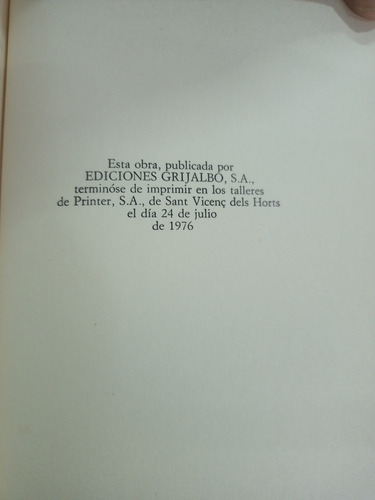 Esta obra, publicada por
EDICIONES GRIJALBO, S.A.,
terminóse de imprimir en los talleres
de Printer, S.A., de Sant Vicenç dels Horts
el día 24 de julio
de 1976